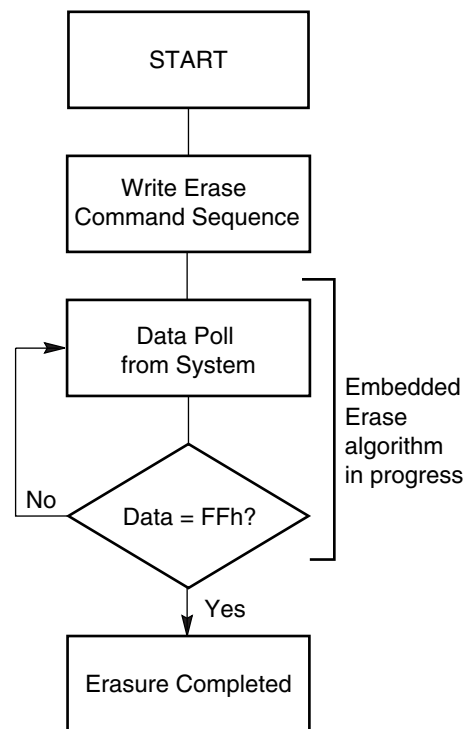 START
Write Erase
Command Sequence
Data Poll
from System
Embedded
Erase
algorithm
in progress
No
Data = FFh?
Yes
Erasure Completed